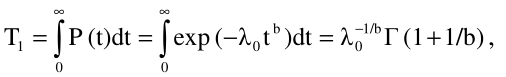 T₁ = ∫₀^∞ P (t)dt = ∫₀^∞ exp (−λ₀t^b )dt = λ₀^(-1/b) Γ (1+1/b) ,